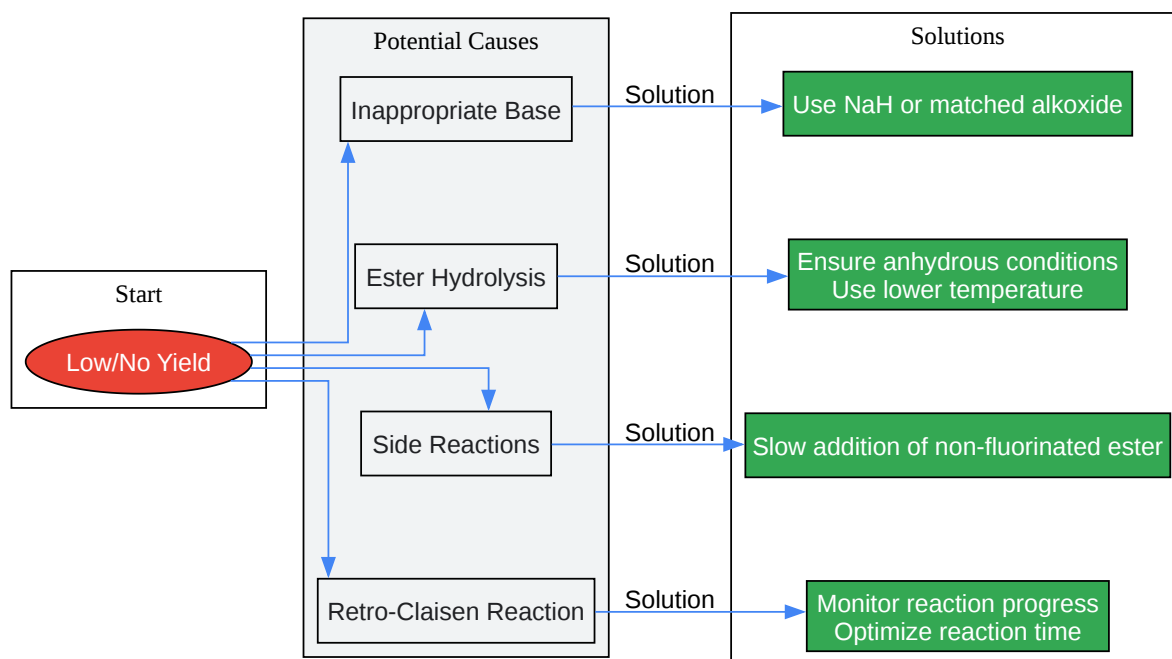 Start
Low/No Yield
Potential Causes
Inappropriate Base
Ester Hydrolysis
Side Reactions
Retro-Claisen Reaction
Solution
Solution
Solution
Solution
Solutions
Use NaH or matched alkoxide
Ensure anhydrous conditions
Use lower temperature
Slow addition of non-fluorinated ester
Monitor reaction progress
Optimize reaction time